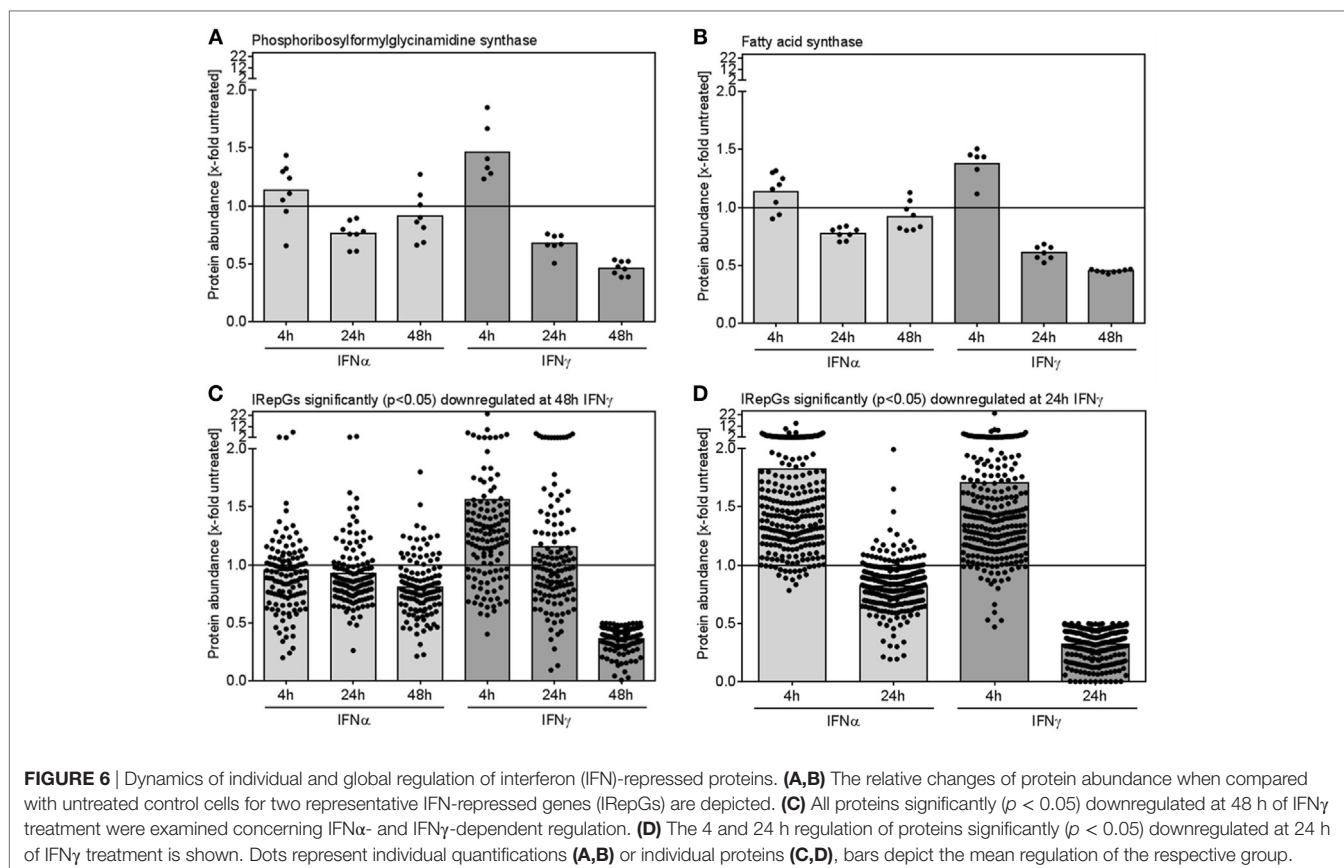 A
Phosphoribosylformylglycinamidine synthase
Protein abundance [x-fold untreated]
22
12
2
2.0
1.5
1.0
0.5
0.0
4h 24h 48h 4h 24h 48h
IFNα IFNγ
B
Fatty acid synthase
Protein abundance [x-fold untreated]
22
12
2
2.0
1.5
1.0
0.5
0.0
4h 24h 48h 4h 24h 48h
IFNα IFNγ
C
IRepGs significantly (p<0.05) downregulated at 48h IFNγ
Protein abundance [x-fold untreated]
22
12
2
2.0
1.5
1.0
0.5
0.0
4h 24h 48h 4h 24h 48h
IFNα IFNγ
D
IRepGs significantly (p<0.05) downregulated at 24h IFNγ
Protein abundance [x-fold untreated]
22
12
2
2.0
1.5
1.0
0.5
0.0
4h 24h 4h 24h
IFNα IFNγ
FIGURE 6 | Dynamics of individual and global regulation of interferon (IFN)-repressed proteins. (A,B) The relative changes of protein abundance when compared
with untreated control cells for two representative IFN-repressed genes (IRepGs) are depicted. (C) All proteins significantly (p < 0.05) downregulated at 48 h of IFNγ
treatment were examined concerning IFNα- and IFNγ-dependent regulation. (D) The 4 and 24 h regulation of proteins significantly (p < 0.05) downregulated at 24 h
of IFNγ treatment is shown. Dots represent individual quantifications (A,B) or individual proteins (C,D), bars depict the mean regulation of the respective group.